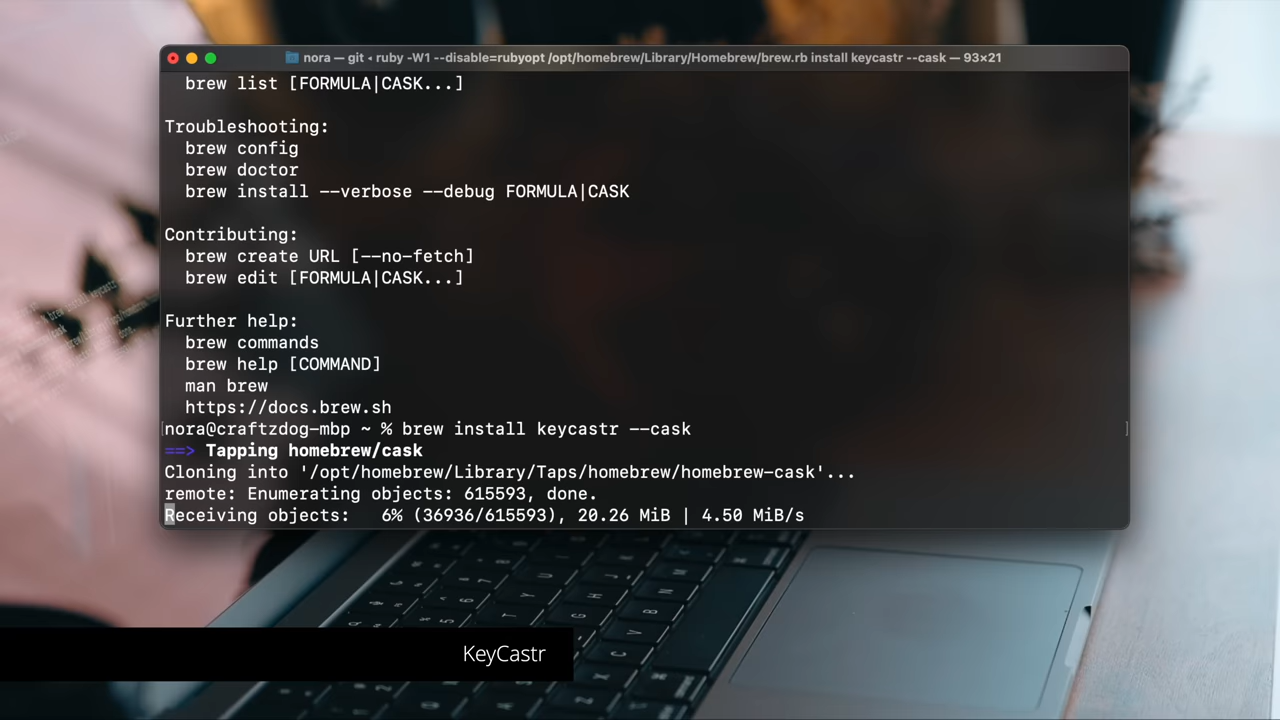 nora — git ◂ ruby -W1 --disable=rubyopt /opt/homebrew/Library/Homebrew/brew.rb install keycastr --cask — 93×21
brew list [FORMULA|CASK...]
Troubleshooting:
brew config
brew doctor
brew install --verbose --debug FORMULA|CASK
Contributing:
brew create URL [--no-fetch]
brew edit [FORMULA|CASK...]
Further help:
brew commands
brew help [COMMAND]
man brew
https://docs.brew.sh
nora@craftzdog-mbp ~ % brew install keycastr --cask
==> Tapping homebrew/cask
Cloning into '/opt/homebrew/Library/Taps/homebrew/homebrew-cask'...
remote: Enumerating objects: 615593, done.
Receiving objects:   6% (36936/615593), 20.26 MiB | 4.50 MiB/s
KeyCastr